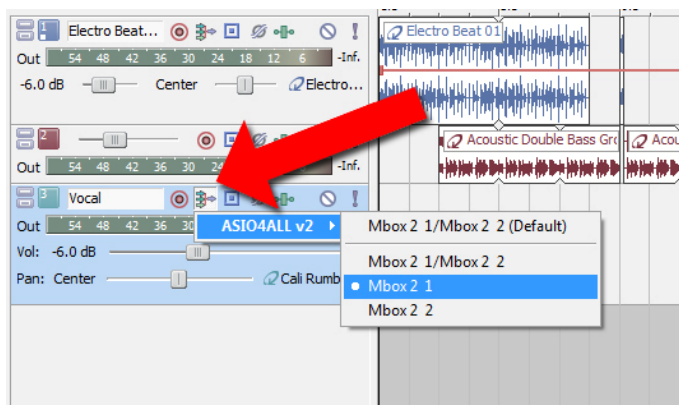 1 Electro Beat...
Out 54 48 42 36 30 24 18 12 6 -Inf.
-6.0 dB Center Electro...
2
Out 54 48 42 36 30 24 -Inf.
3 Vocal
Out 54 48 42 36 30
Vol: -6.0 dB
Pan: Center Cali Rumb
Electro Beat 01
Acoustic Double Bass Gro
Acou
ASIO4ALL v2
Mbox 2 1/Mbox 2 2 (Default)
Mbox 2 1/Mbox 2 2
Mbox 2 1
Mbox 2 2